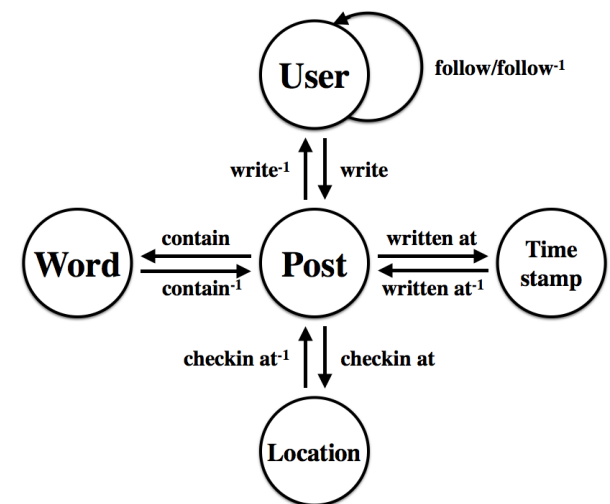 User
follow/follow⁻¹
write⁻¹
write
Word
contain
contain⁻¹
Post
written at
written at⁻¹
Time
stamp
checkin at⁻¹
checkin at
Location